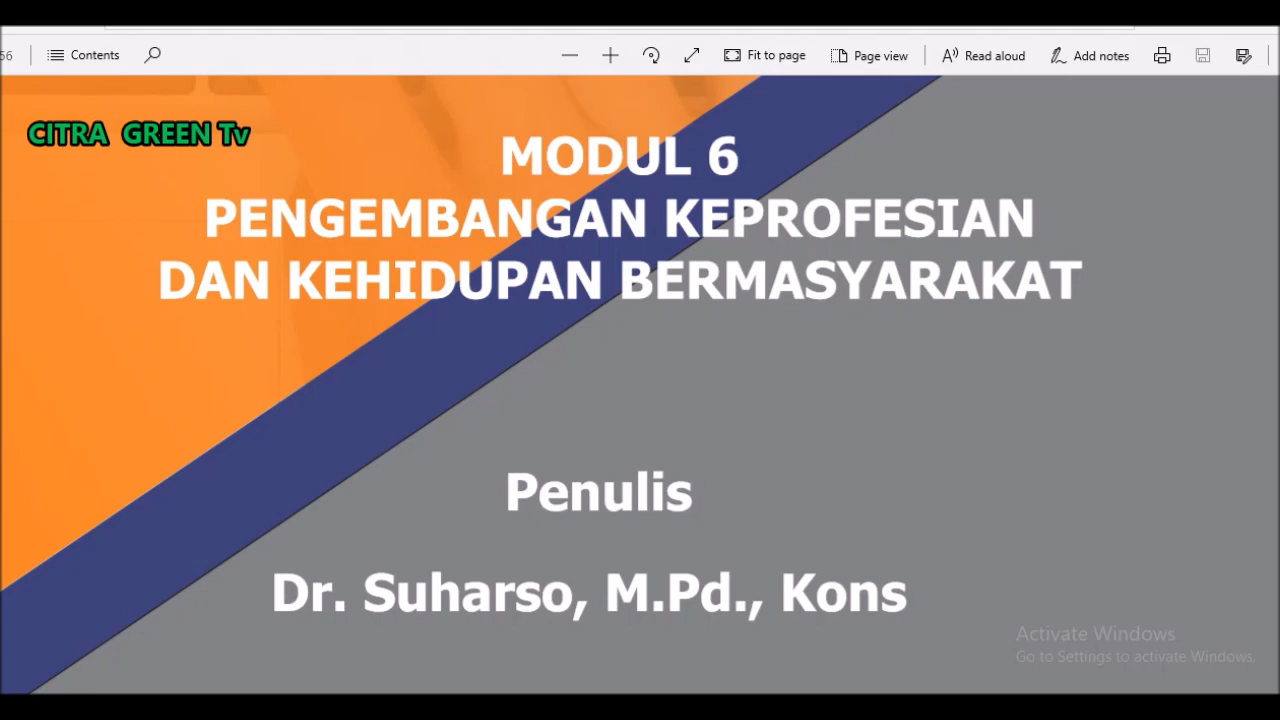 56 Contents Fit to page Page view Read aloud Add notes
CITRA GREEN Tv
MODUL 6
PENGEMBANGAN KEPROFESIAN
DAN KEHIDUPAN BERMASYARAKAT
Penulis
Dr. Suharso, M.Pd., Kons
Activate Windows
Go to Settings to activate Windows.